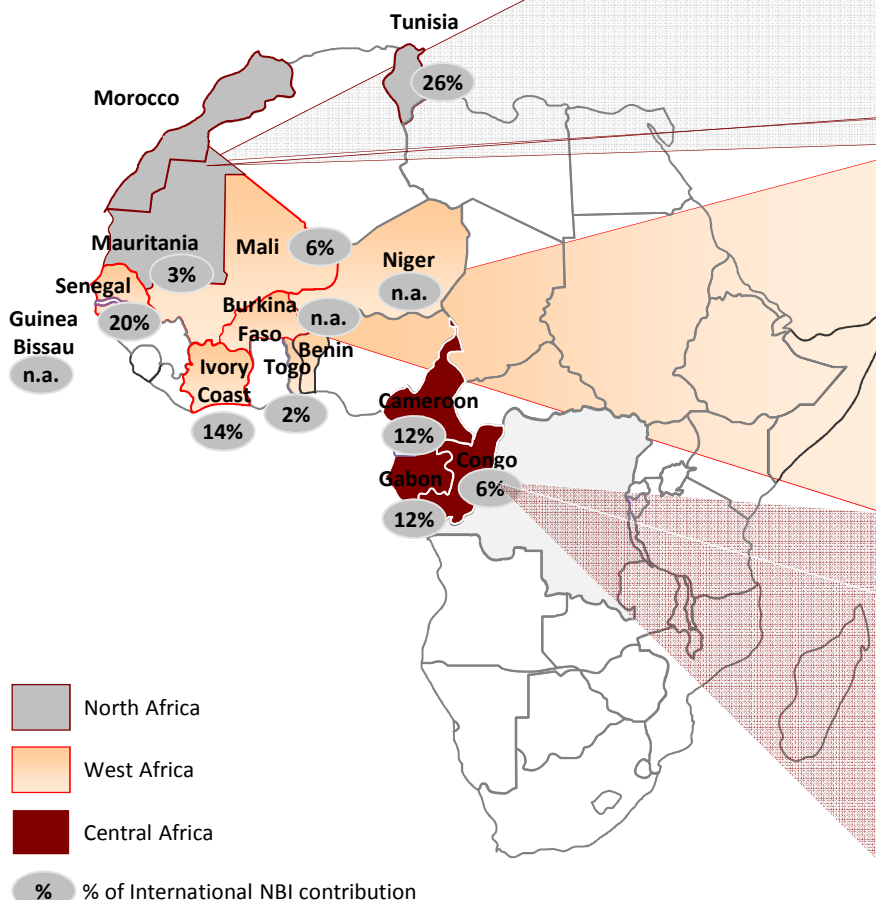 Tunisia
26%
Morocco
Mauritania
3%
Mali
6%
Niger
n.a.
Senegal
20%
Guinea
Bissau
n.a.
Burkina
Faso
n.a.
Benin
Togo
2%
Ivory
Coast
14%
Cameroon
12%
Congo
6%
Gabon
12%
North Africa
West Africa
Central Africa
% % of International NBI contribution